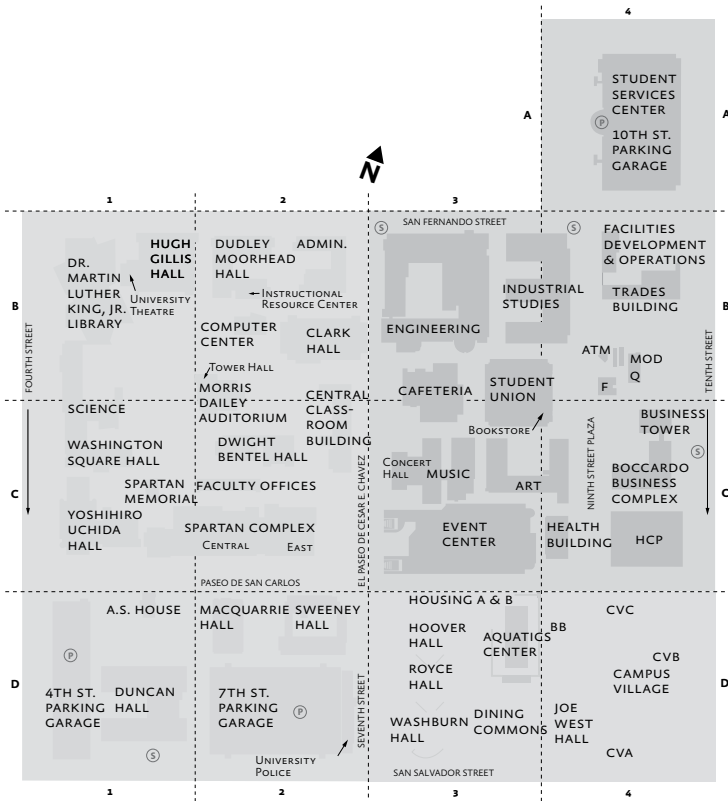 4
STUDENT
SERVICES
CENTER
A
A
P
10TH ST.
PARKING
GARAGE
N
1
2
3
SAN FERNANDO STREET
S
S
HUGH
GILLIS
HALL
DUDLEY
MOORHEAD
HALL
ADMIN.
FACILITIES
DEVELOPMENT
& OPERATIONS
DR.
MARTIN
LUTHER
KING, JR.
LIBRARY
UNIVERSITY
THEATRE
INSTRUCTIONAL
RESOURCE CENTER
INDUSTRIAL
STUDIES
TRADES
BUILDING
B
B
COMPUTER
CENTER
CLARK
HALL
ENGINEERING
FOURTH STREET
TENTH STREET
ATM
MOD
Q
F
TOWER HALL
MORRIS
DAILEY
AUDITORIUM
CENTRAL
CLASS-
ROOM
BUILDING
CAFETERIA
STUDENT
UNION
BOOKSTORE
SCIENCE
BUSINESS
TOWER
S
WASHINGTON
SQUARE HALL
DWIGHT
BENTEL HALL
CONCERT
HALL
MUSIC
ART
NINTH STREET PLAZA
BOCCARDO
BUSINESS
COMPLEX
C
C
SPARTAN
MEMORIAL
FACULTY OFFICES
EL PASEO DE CESAR E. CHAVEZ
YOSHIHIRO
UCHIDA
HALL
SPARTAN COMPLEX
CENTRAL
EAST
EVENT
CENTER
HEALTH
BUILDING
HCP
PASEO DE SAN CARLOS
A.S. HOUSE
MACQUARRIE
HALL
SWEENEY
HALL
HOUSING A & B
HOOVER
HALL
AQUATICS
CENTER
BB
CVC
CVB
CAMPUS
VILLAGE
ROYCE
HALL
P
D
D
4TH ST.
PARKING
GARAGE
DUNCAN
HALL
7TH ST.
PARKING
GARAGE
P
SEVENTH STREET
WASHBURN
HALL
DINING
COMMONS
JOE
WEST
HALL
CVA
S
UNIVERSITY
POLICE
SAN SALVADOR STREET
1
2
3
4